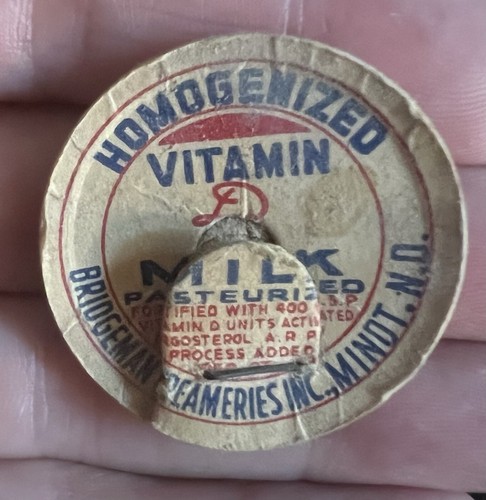 HOMOGENIZED
VITAMIN
D
MILK
PASTEURIZED
FORTIFIED WITH 400 U.S.P
VITAMIN D UNITS ACTIVATED
ERGOSTEROL A.R.P.
PROCESS ADDED
BRIDGEMAN CREAMERIES INC., MINOT, N.D.